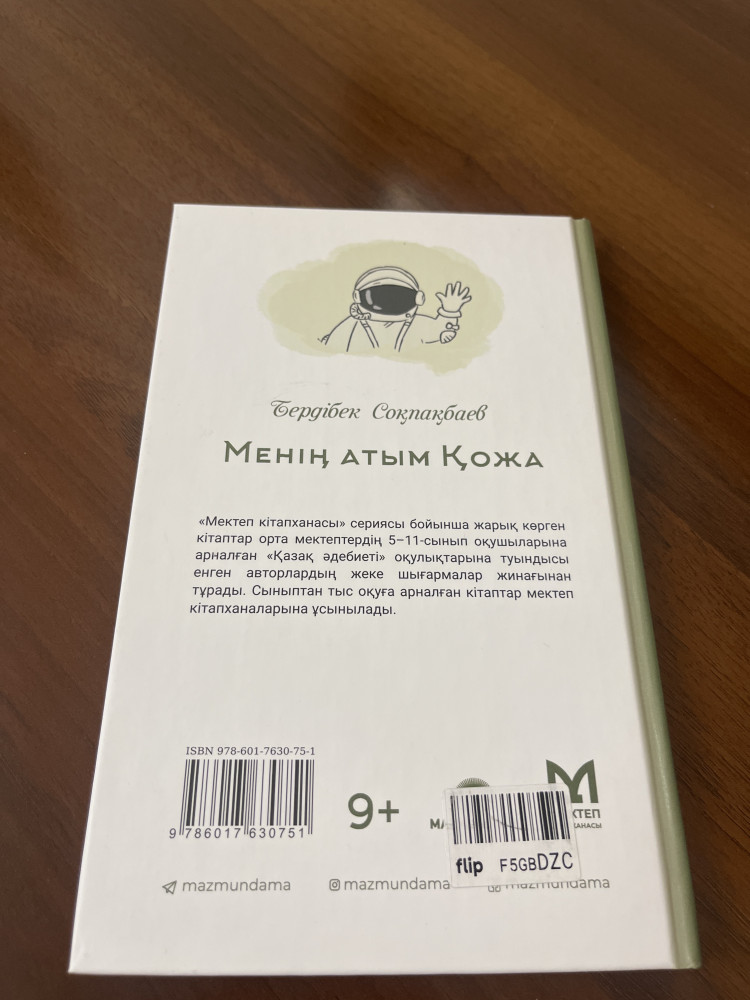 Бердібек Соқпақбаев
Менің атым Қожа
«Мектеп кітапханасы» сериясы бойынша жарық көрген
кітаптар орта мектептердің 5–11-сынып оқушыларына
арналған «Қазақ әдебиеті» оқулықтарына туындысы
енген авторлардың жеке шығармалар жинағынан
тұрады. Сыныптан тыс оқуға арналған кітаптар мектеп
кітапханаларына ұсынылады.
ISBN 978-601-7630-75-1
9 786017 630751
9+
flip F5GBDZC
mazmundama mazmundama